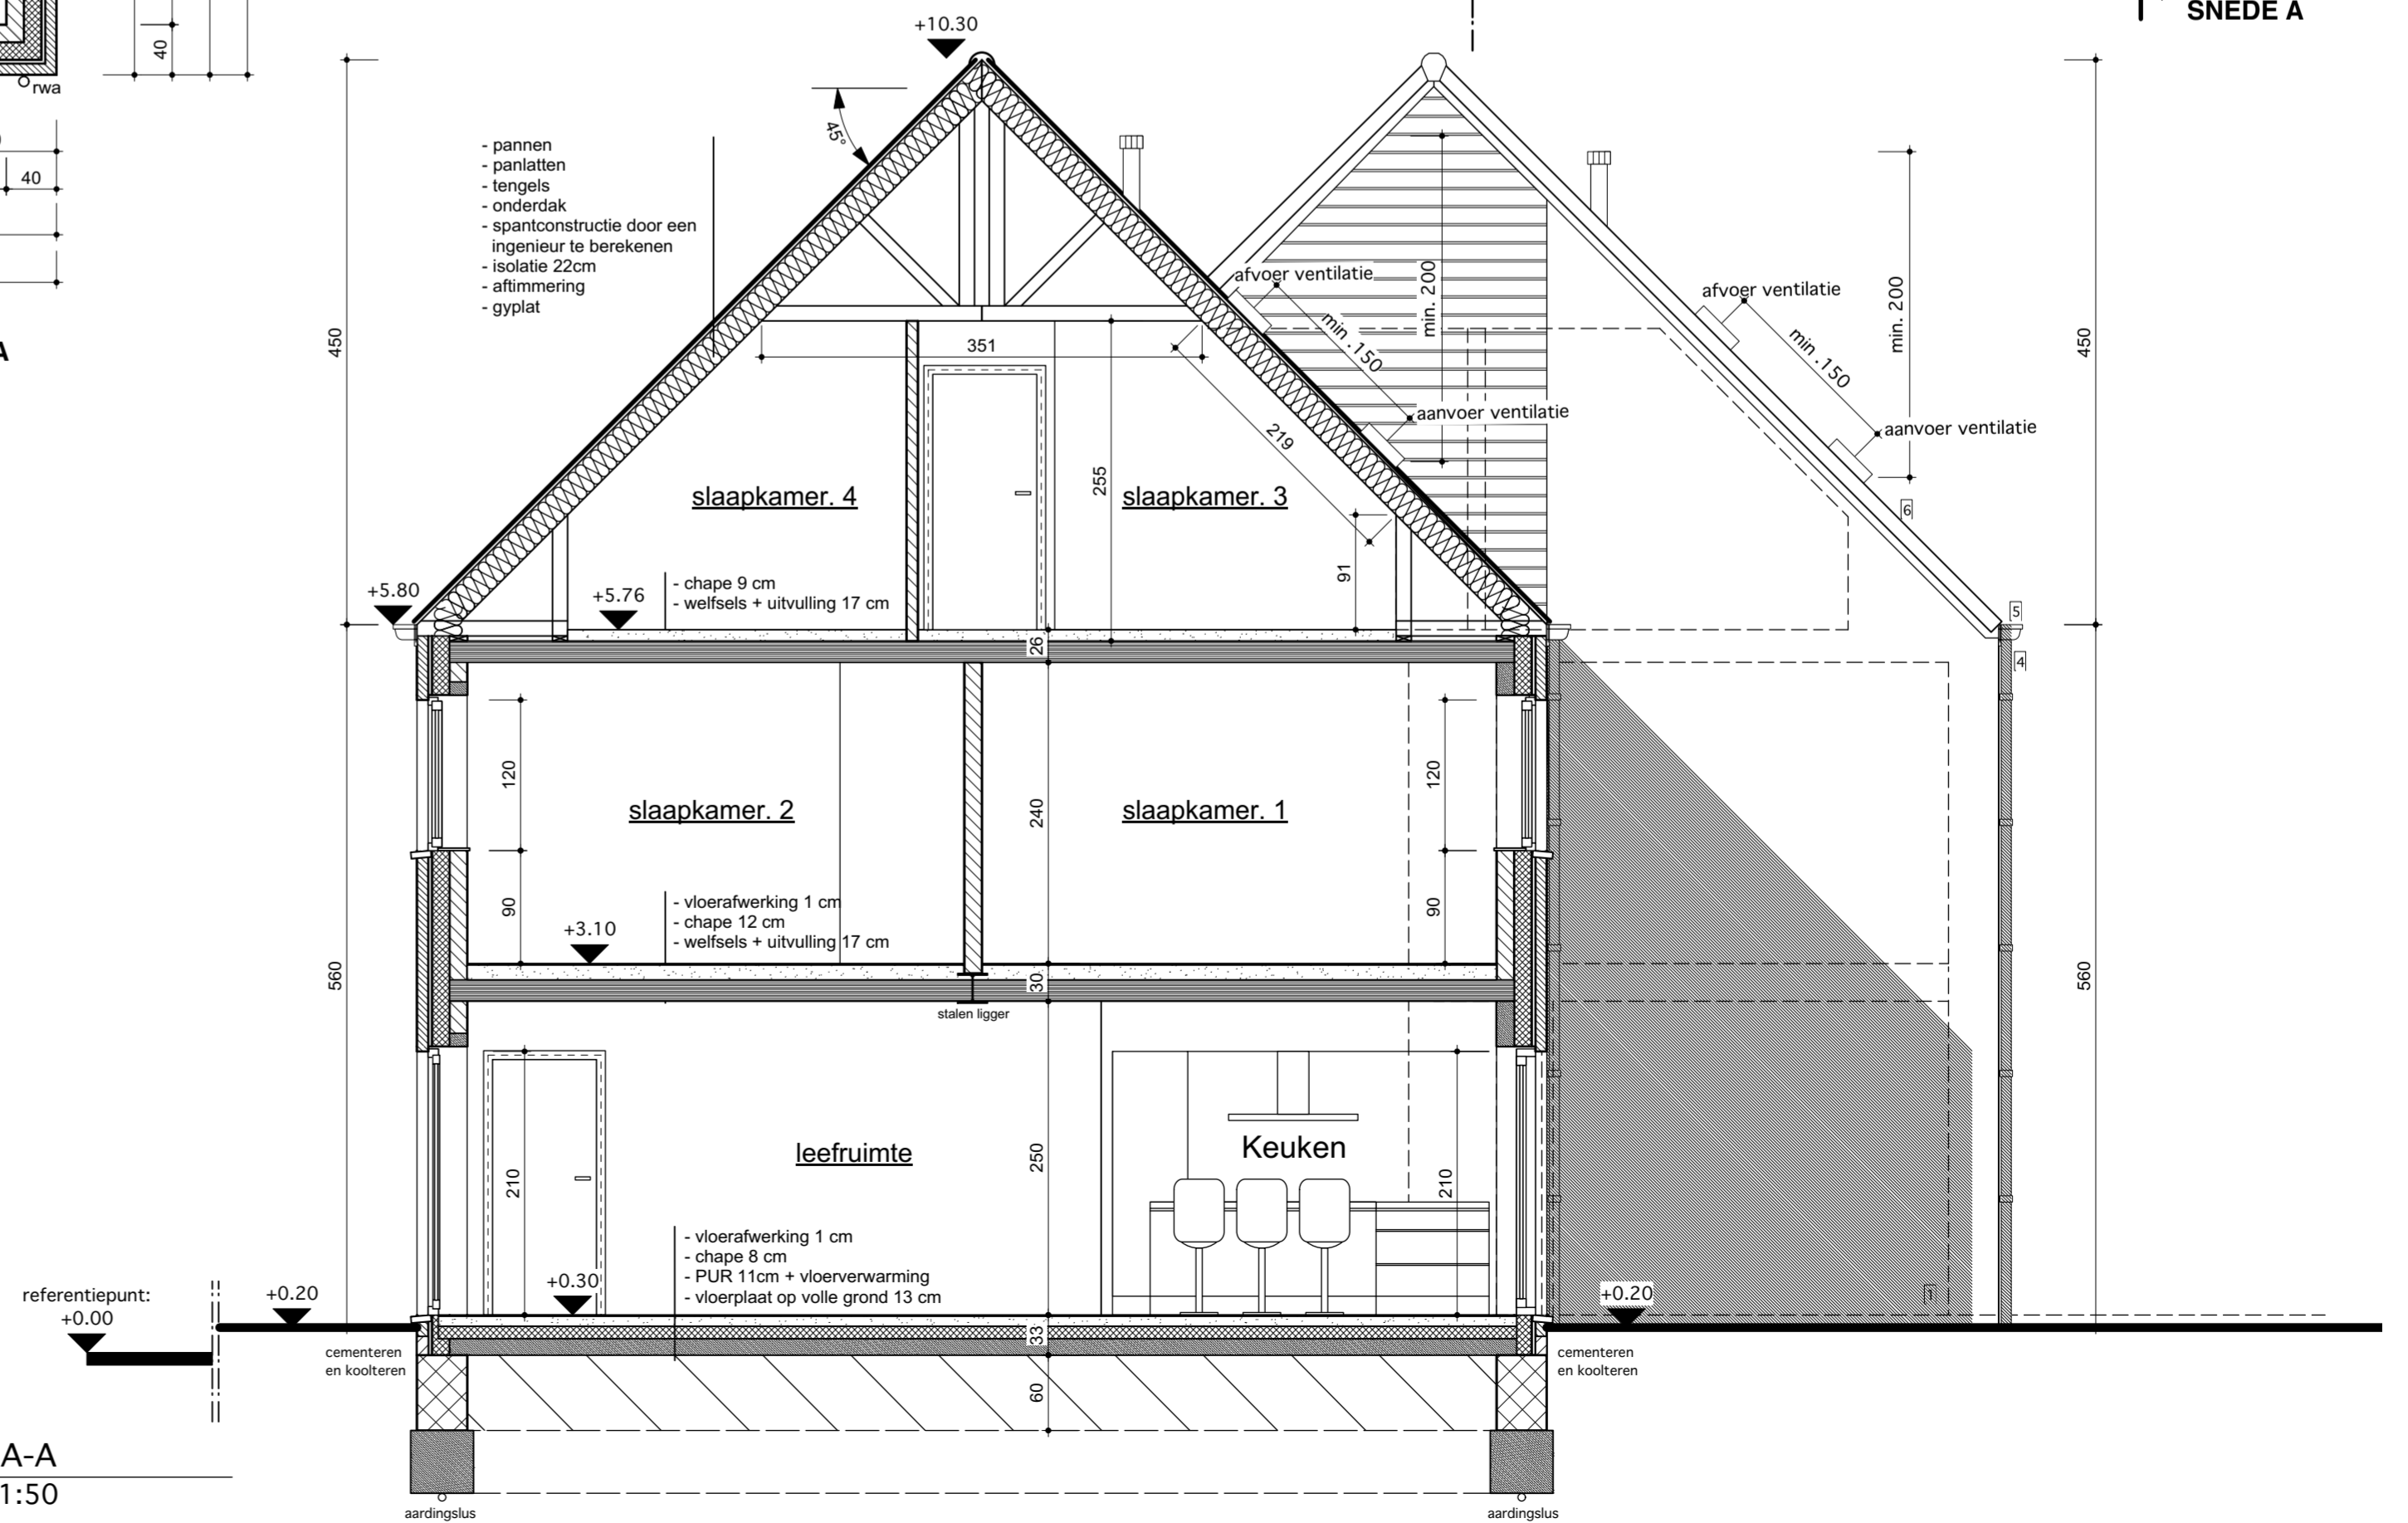 SNEDE A
40
rwa
40
A
+10.30
45°
- pannen
- panlatten
- tengels
- onderdak
- spantconstructie door een
ingenieur te berekenen
- isolatie 22cm
- aftimmering
- gyplat
450
351
afvoer ventilatie
min. 200
min .150
aanvoer ventilatie
afvoer ventilatie
min. 200
min .150
aanvoer ventilatie
450
219
255
slaapkamer. 4
slaapkamer. 3
91
6
+5.80
+5.76
- chape 9 cm
- welfsels + uitvulling 17 cm
5
4
26
120
240
120
slaapkamer. 2
slaapkamer. 1
90
90
- vloerafwerking 1 cm
- chape 12 cm
- welfsels + uitvulling 17 cm
+3.10
560
560
30
stalen ligger
210
leefruimte
250
Keuken
210
- vloerafwerking 1 cm
- chape 8 cm
- PUR 11cm + vloerverwarming
- vloerplaat op volle grond 13 cm
+0.30
referentiepunt:
+0.00
+0.20
+0.20
1
33
cementeren
en koolteren
cementeren
en koolteren
60
A-A
1:50
aardingslus
aardingslus